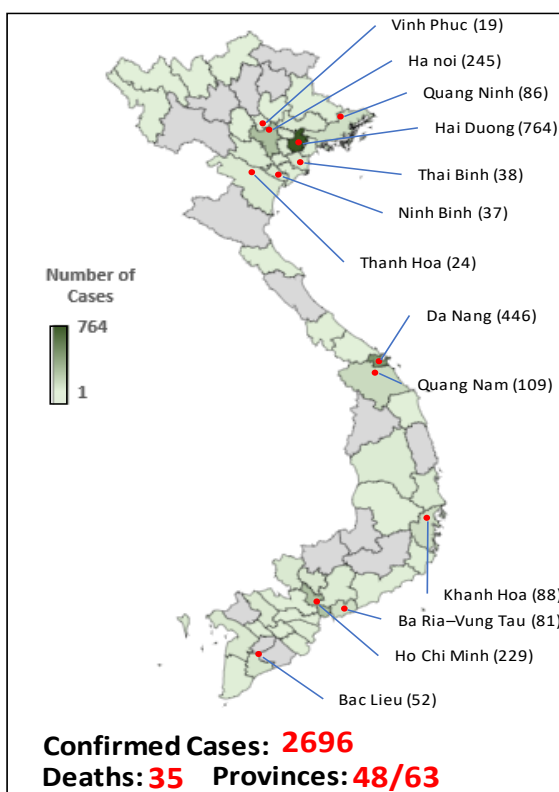 Vinh Phuc (19)
Ha noi (245)
Quang Ninh (86)
Hai Duong (764)
Thai Binh (38)
Ninh Binh (37)
Thanh Hoa (24)
Number of
Cases
764
1
Da Nang (446)
Quang Nam (109)
Khanh Hoa (88)
Ba Ria–Vung Tau (81)
Ho Chi Minh (229)
Bac Lieu (52)
Confirmed Cases: 2696
Deaths: 35 Provinces: 48/63